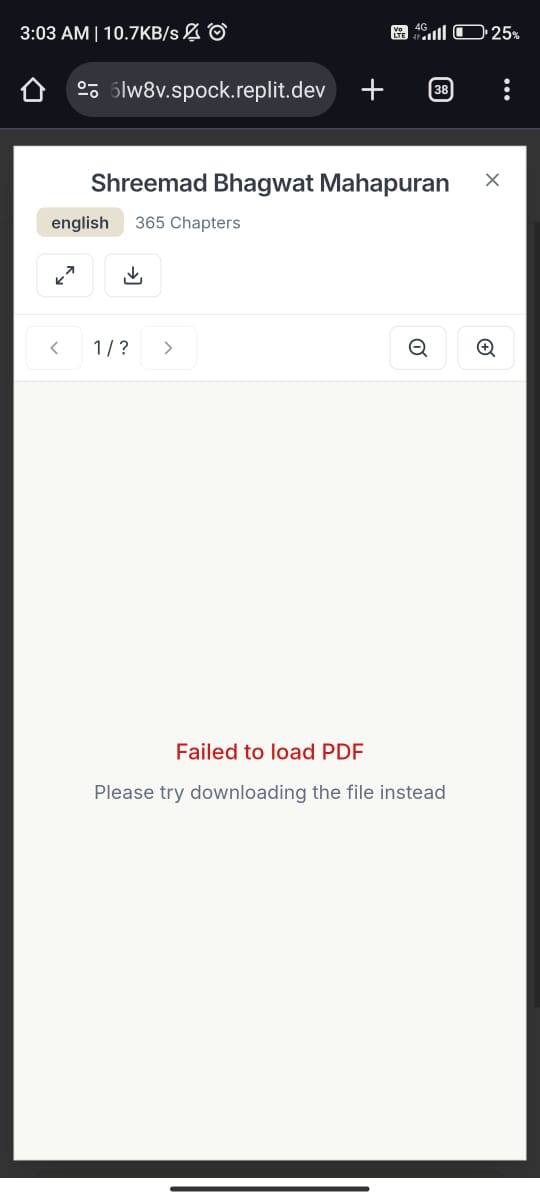 3:03 AM | 10.7KB/s
Vo LTE 4G 25%
6lw8v.spock.replit.dev
38
Shreemad Bhagwat Mahapuran
english 365 Chapters
1 / ?
Failed to load PDF
Please try downloading the file instead